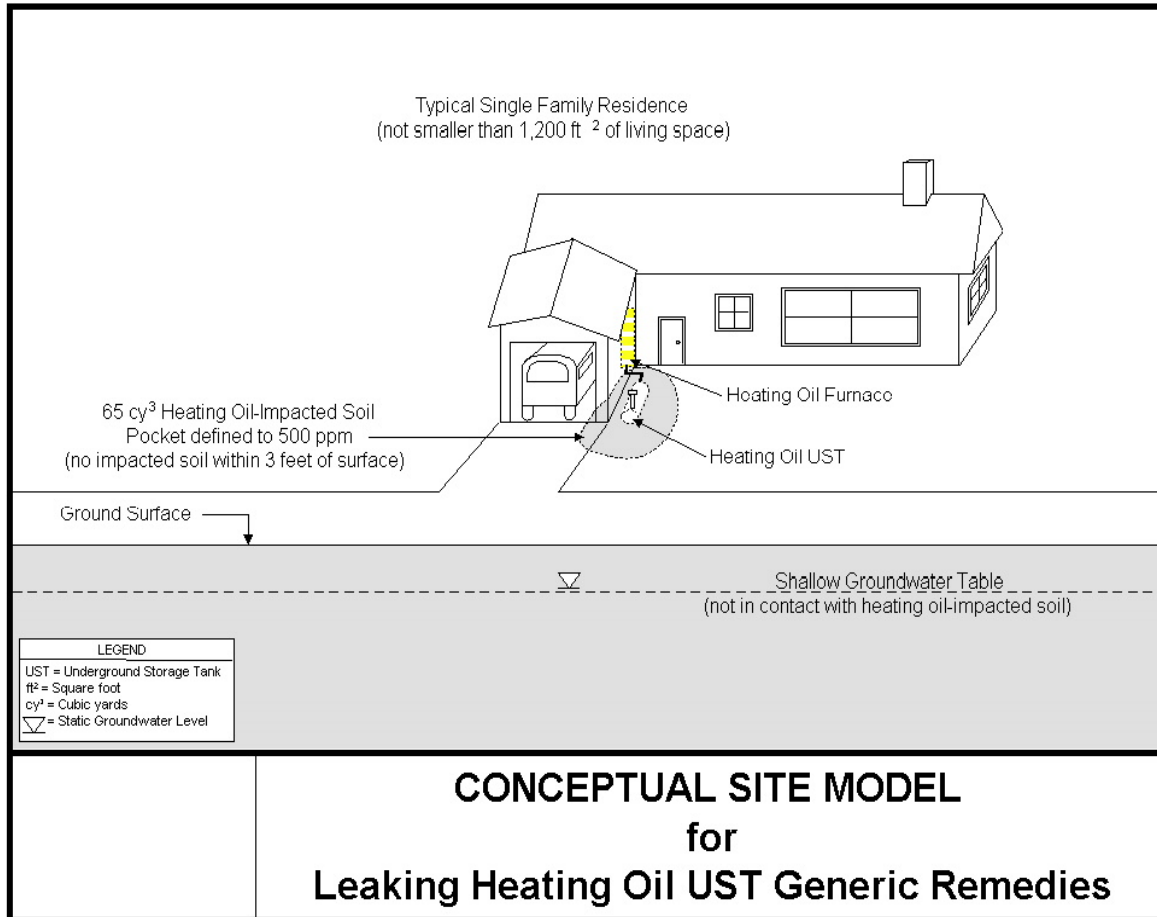 Typical Single Family Residence
(not smaller than 1,200 ft ² of living space)
65 cy³ Heating Oil-Impacted Soil
Pocket defined to 500 ppm
(no impacted soil within 3 feet of surface)
Heating Oil Furnace
Heating Oil UST
Ground Surface
Shallow Groundwater Table
(not in contact with heating oil-impacted soil)
LEGEND
UST = Underground Storage Tank
ft² = Square foot
cy³ = Cubic yards
= Static Groundwater Level
CONCEPTUAL SITE MODEL
for
Leaking Heating Oil UST Generic Remedies